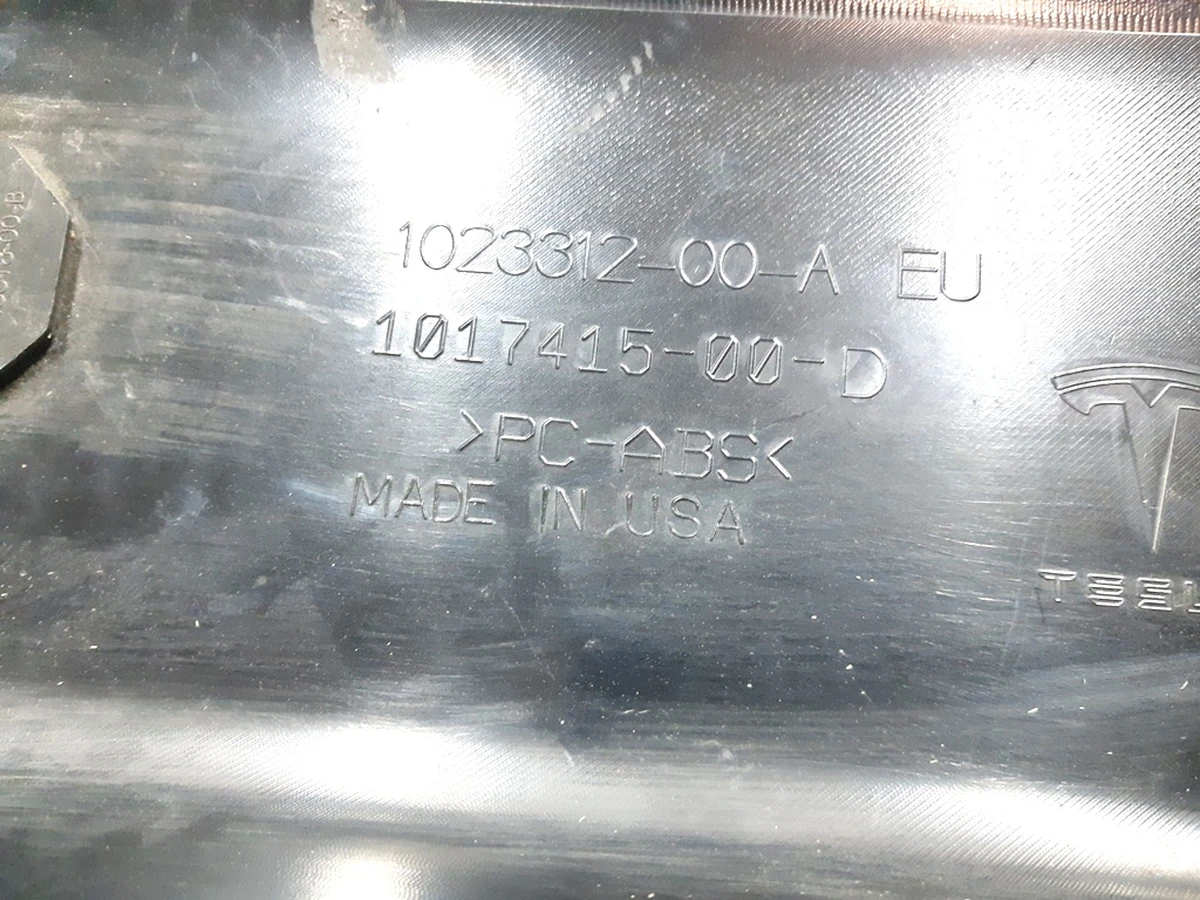 1023312-00-A EU
1017415-00-D
>PC-ABS<
MADE IN USA